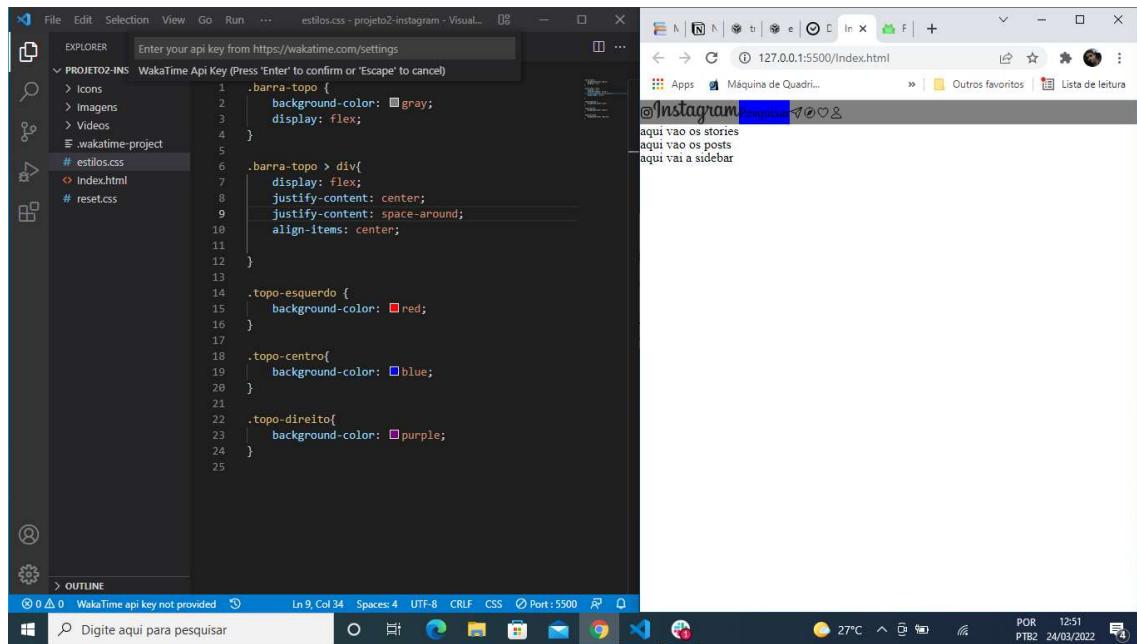 File Edit Selection View Go Run ··· estilos.css - projeto2-instagram - Visual...
EXPLORER
Enter your api key from https://wakatime.com/settings
WakaTime Api Key (Press 'Enter' to confirm or 'Escape' to cancel)
PROJETO2-INS
> Icons
> Imagens
> Videos
.wakatime-project
# estilos.css
<> Index.html
# reset.css
> OUTLINE
1 .barra-topo {
2 background-color: gray;
3 display: flex;
4 }
5
6 .barra-topo > div{
7 display: flex;
8 justify-content: center;
9 justify-content: space-around;
10 align-items: center;
11
12 }
13
14 .topo-esquerdo {
15 background-color: red;
16 }
17
18 .topo-centro{
19 background-color: blue;
20 }
21
22 .topo-direito{
23 background-color: purple;
24 }
25
0 0 WakaTime api key not provided Ln 9, Col 34 Spaces: 4 UTF-8 CRLF CSS Port : 5500
In
127.0.0.1:5500/Index.html
Apps Máquina de Quadri... » Outros favoritos Lista de leitura
Instagram Pesquisar
aqui vao os stories
aqui vao os posts
aqui vai a sidebar
Digite aqui para pesquisar
27°C
POR
PTB2
12:51
24/03/2022